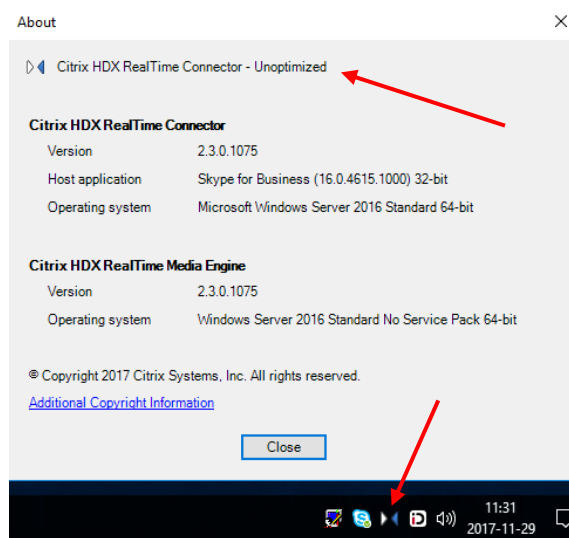 About
Citrix HDX RealTime Connector - Unoptimized
Citrix HDX RealTime Connector
Version 2.3.0.1075
Host application Skype for Business (16.0.4615.1000) 32-bit
Operating system Microsoft Windows Server 2016 Standard 64-bit
Citrix HDX RealTime Media Engine
Version 2.3.0.1075
Operating system Windows Server 2016 Standard No Service Pack 64-bit
© Copyright 2017 Citrix Systems, Inc. All rights reserved.
Additional Copyright Information
Close
11:31
2017-11-29